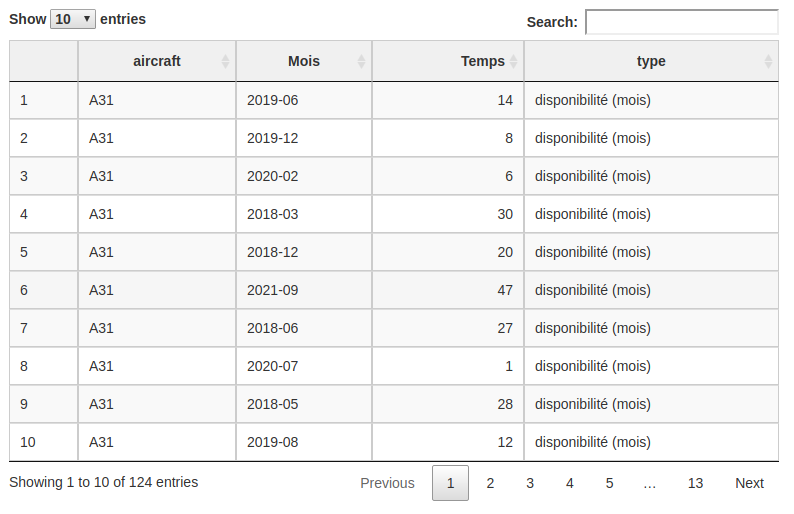 Show 10 entries
Search:
aircraft Mois Temps type
1 A31 2019-06 14 disponibilité (mois)
2 A31 2019-12 8 disponibilité (mois)
3 A31 2020-02 6 disponibilité (mois)
4 A31 2018-03 30 disponibilité (mois)
5 A31 2018-12 20 disponibilité (mois)
6 A31 2021-09 47 disponibilité (mois)
7 A31 2018-06 27 disponibilité (mois)
8 A31 2020-07 1 disponibilité (mois)
9 A31 2018-05 28 disponibilité (mois)
10 A31 2019-08 12 disponibilité (mois)
Showing 1 to 10 of 124 entries
Previous 1 2 3 4 5 … 13 Next